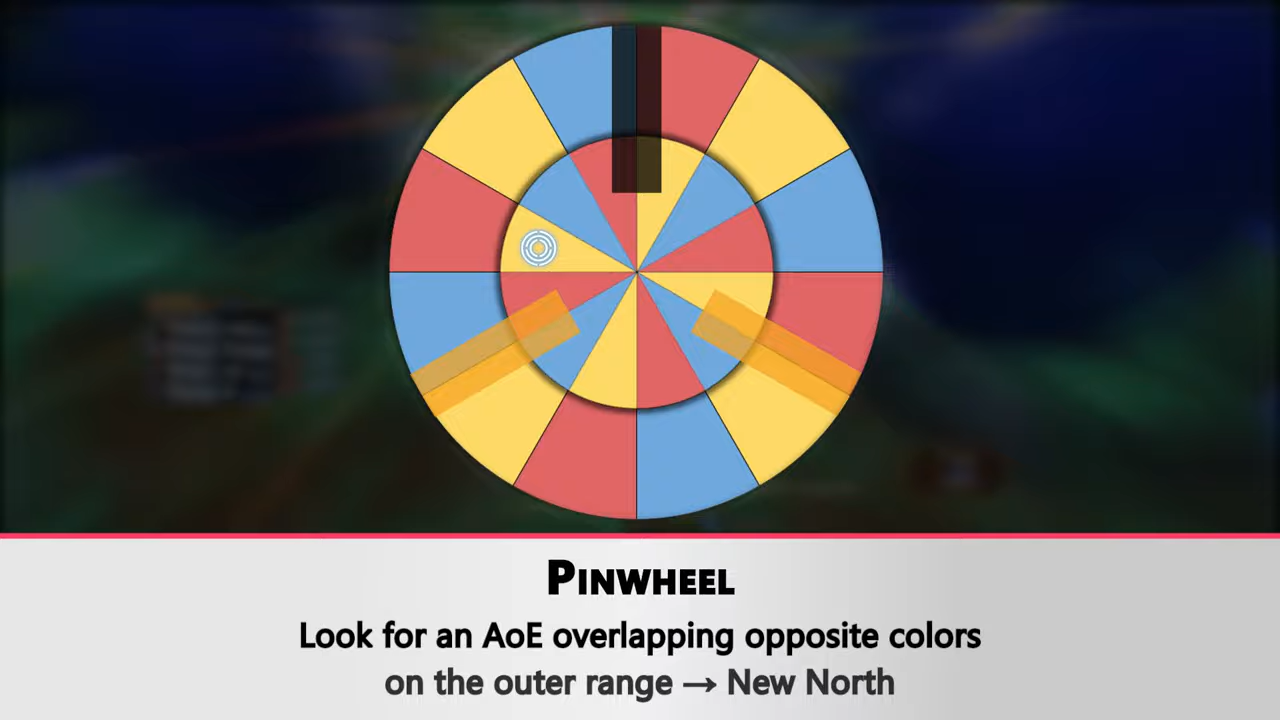 PINWHEEL
Look for an AoE overlapping opposite colors
on the outer range → New North